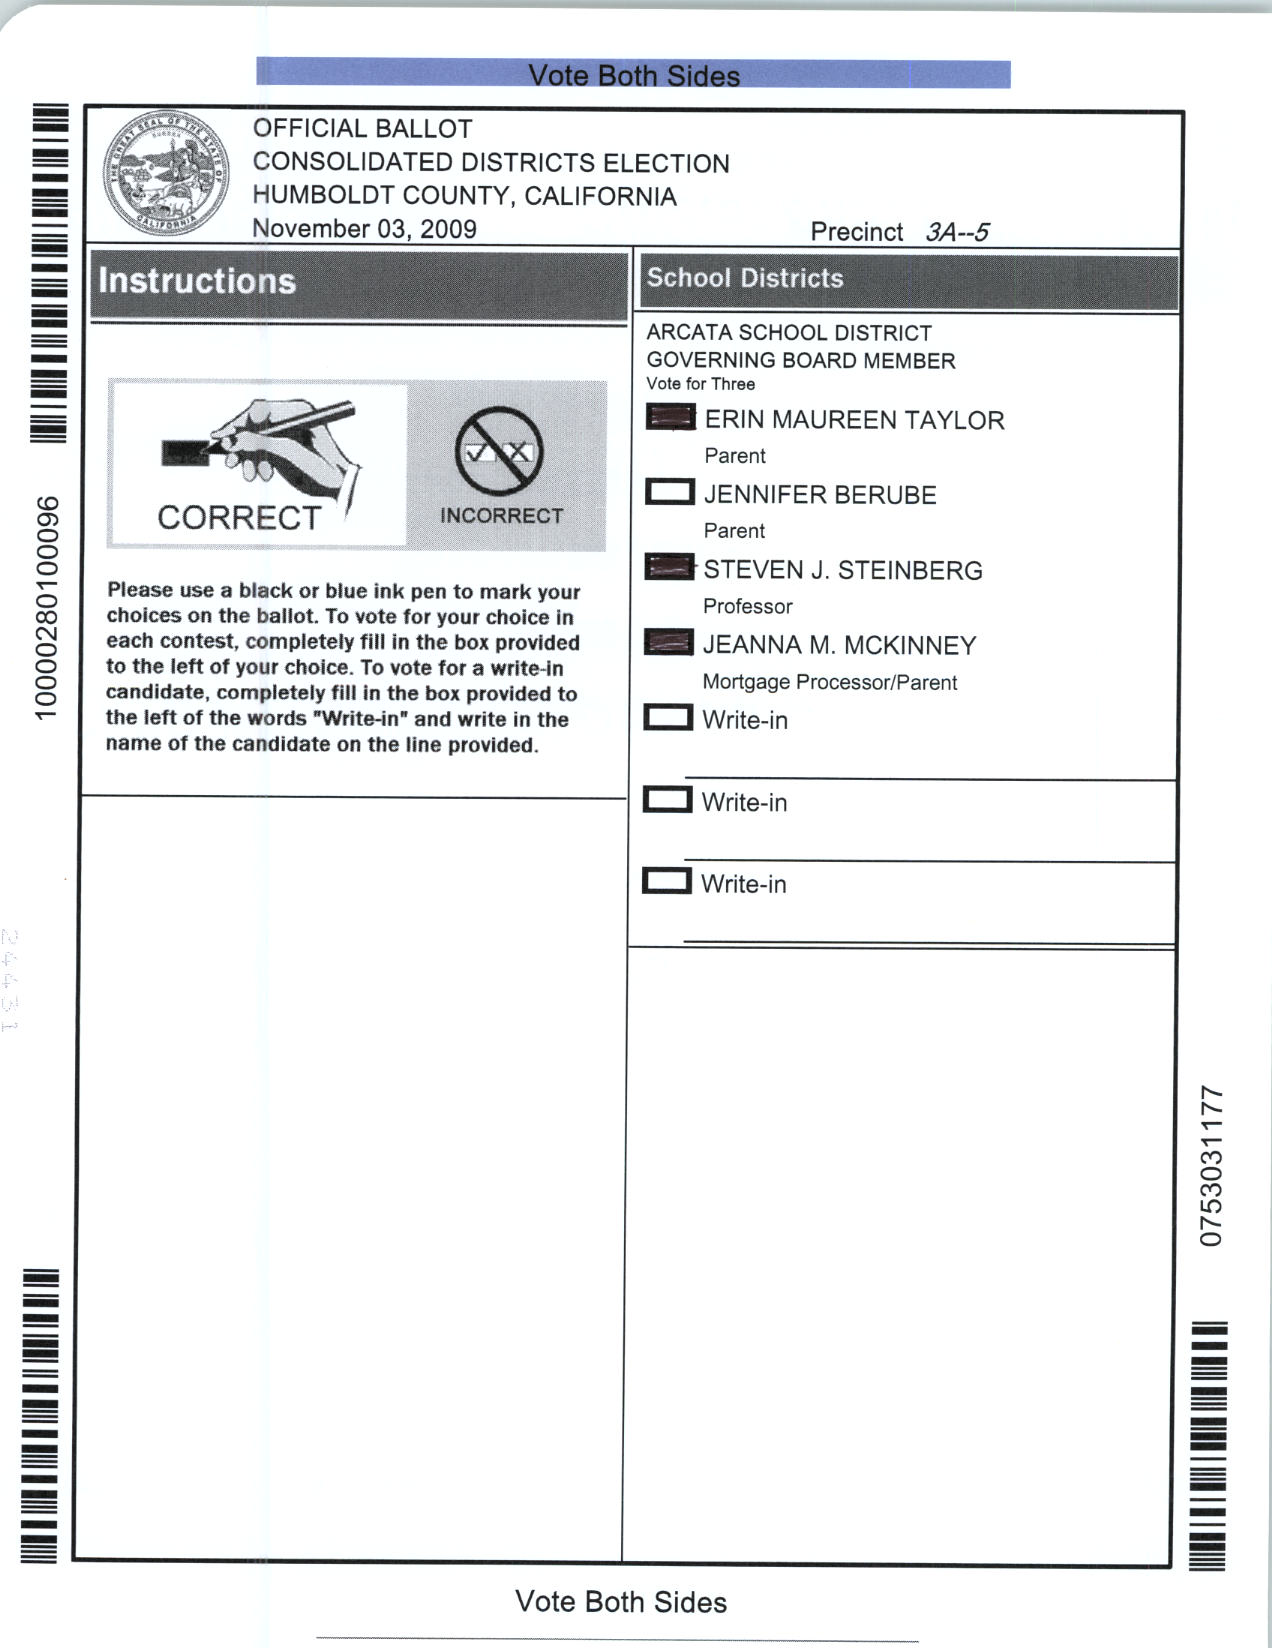 Vote Both Sides
OFFICIAL BALLOT
CONSOLIDATED DISTRICTS ELECTION
HUMBOLDT COUNTY, CALIFORNIA
November 03, 2009
Precinct 3A--5
THE GREAT SEAL OF THE STATE OF CALIFORNIA
EUREKA
Instructions
CORRECT
INCORRECT
Please use a black or blue ink pen to mark your
choices on the ballot. To vote for your choice in
each contest, completely fill in the box provided
to the left of your choice. To vote for a write-in
candidate, completely fill in the box provided to
the left of the words "Write-in" and write in the
name of the candidate on the line provided.
School Districts
ARCATA SCHOOL DISTRICT
GOVERNING BOARD MEMBER
Vote for Three
ERIN MAUREEN TAYLOR
Parent
JENNIFER BERUBE
Parent
STEVEN J. STEINBERG
Professor
JEANNA M. MCKINNEY
Mortgage Processor/Parent
Write-in
Write-in
Write-in
10000280100096
24431
0753031177
Vote Both Sides